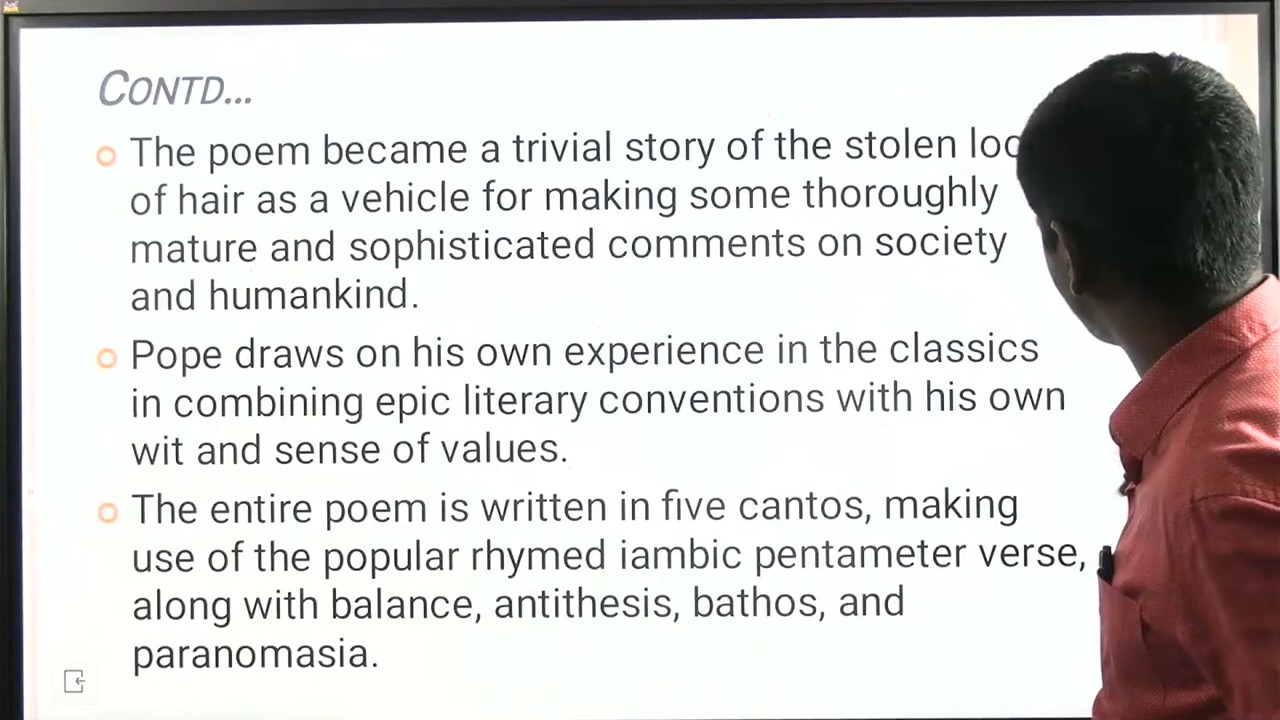 CONTD...
The poem became a trivial story of the stolen
of hair as a vehicle for making some thoroughly
mature and sophisticated comments on society
and humankind.
Pope draws on his own experience in the classics
in combining epic literary conventions with his own
wit and sense of values.
The entire poem is written in five cantos, making
use of the popular rhymed iambic pentameter verse,
along with balance, antithesis, bathos, and
paranomasia.